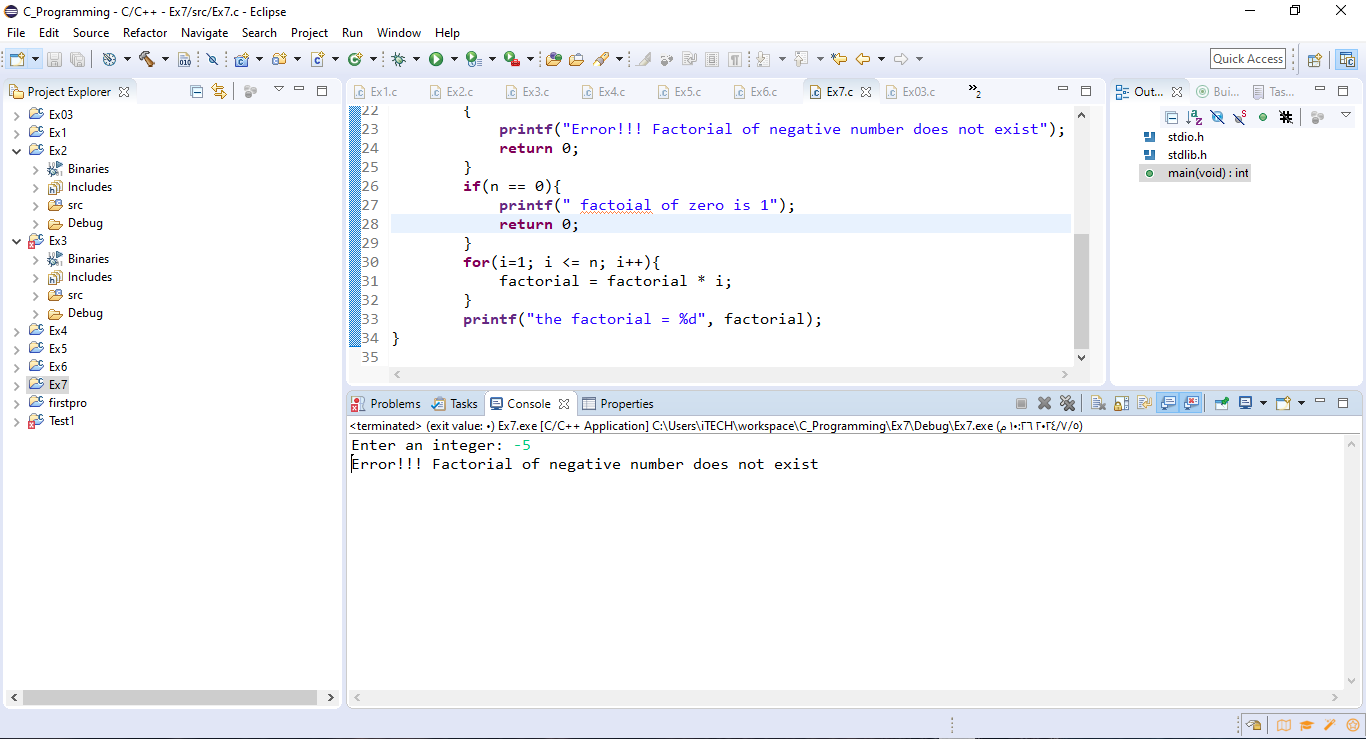 C_Programming - C/C++ - Ex7/src/Ex7.c - Eclipse
File Edit Source Refactor Navigate Search Project Run Window Help
Quick Access
Project Explorer
Ex03
Ex1
Ex2
Binaries
Includes
src
Debug
Ex3
Binaries
Includes
src
Debug
Ex4
Ex5
Ex6
Ex7
firstpro
Test1
Ex1.c Ex2.c Ex3.c Ex4.c Ex5.c Ex6.c Ex7.c Ex03.c »2
22 {
23 printf("Error!!! Factorial of negative number does not exist");
24 return 0;
25 }
26 if(n == 0){
27 printf(" factoial of zero is 1");
28 return 0;
29 }
30 for(i=1; i <= n; i++){
31 factorial = factorial * i;
32 }
33 printf("the factorial = %d", factorial);
34 }
35
Out... Bui... Tas...
stdio.h
stdlib.h
main(void) : int
Problems Tasks Console Properties
<terminated> (exit value: ٠) Ex7.exe [C/C++ Application] C:\Users\iTECH\workspace\C_Programming\Ex7\Debug\Ex7.exe (٢٠٢٤/٧/٥ ١٠:٢٦ م)
Enter an integer: -5
Error!!! Factorial of negative number does not exist